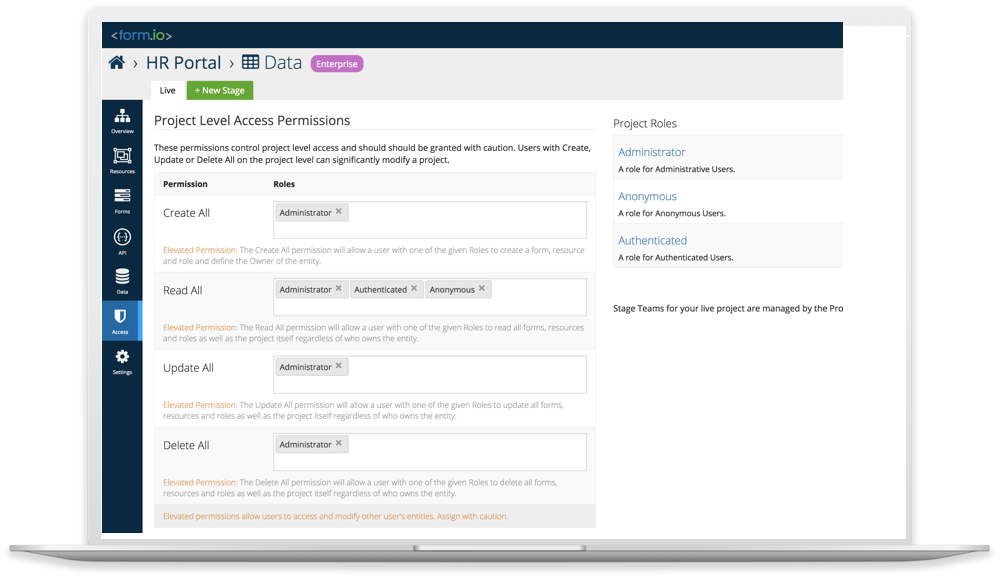 <form.io>
HR Portal > Data Enterprise
Live + New Stage
Overview
Resources
Forms
API
Data
Access
Settings
Project Level Access Permissions
These permissions control project level access and should should be granted with caution. Users with Create,
Update or Delete All on the project level can significantly modify a project.
Permission Roles
Create All Administrator ×
Elevated Permission: The Create All permission will allow a user with one of the given Roles to create a form, resource
and role and define the Owner of the entity.
Read All Administrator × Authenticated × Anonymous ×
Elevated Permission: The Read All permission will allow a user with one of the given Roles to read all forms, resources
and roles as well as the project itself regardless of who owns the entity.
Update All Administrator ×
Elevated Permission: The Update All permission will allow a user with one of the given Roles to update all forms,
resources and roles as well as the project itself regardless of who owns the entity.
Delete All Administrator ×
Elevated Permission: The Delete All permission will allow a user with one of the given Roles to delete all forms,
resources and roles as well as the project itself regardless of who owns the entity.
Elevated permissions allow users to access and modify other user's entities. Assign with caution.
Project Roles
Administrator
A role for Administrative Users.
Anonymous
A role for Anonymous Users.
Authenticated
A role for Authenticated Users.
Stage Teams for your live project are managed by the Pro